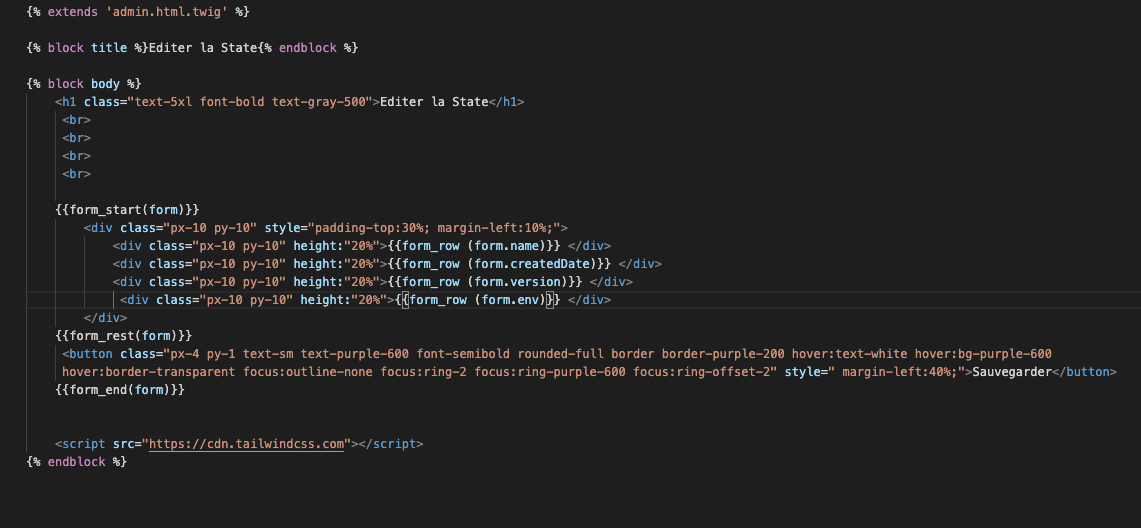 {% extends 'admin.html.twig' %}
{% block title %}Editer la State{% endblock %}
{% block body %}
<h1 class="text-5xl font-bold text-gray-500">Editer la State</h1>
<br>
<br>
<br>
<br>
{{form_start(form)}}
<div class="px-10 py-10" style="padding-top:30%; margin-left:10%;">
<div class="px-10 py-10" height:"20%">{{form_row (form.name)}} </div>
<div class="px-10 py-10" height:"20%">{{form_row (form.createdDate)}} </div>
<div class="px-10 py-10" height:"20%">{{form_row (form.version)}} </div>
<div class="px-10 py-10" height:"20%">{{form_row (form.env)}} </div>
</div>
{{form_rest(form)}}
<button class="px-4 py-1 text-sm text-purple-600 font-semibold rounded-full border border-purple-200 hover:text-white hover:bg-purple-600
hover:border-transparent focus:outline-none focus:ring-2 focus:ring-purple-600 focus:ring-offset-2" style=" margin-left:40%;">Sauvegarder</button>
{{form_end(form)}}
<script src="https://cdn.tailwindcss.com"></script>
{% endblock %}